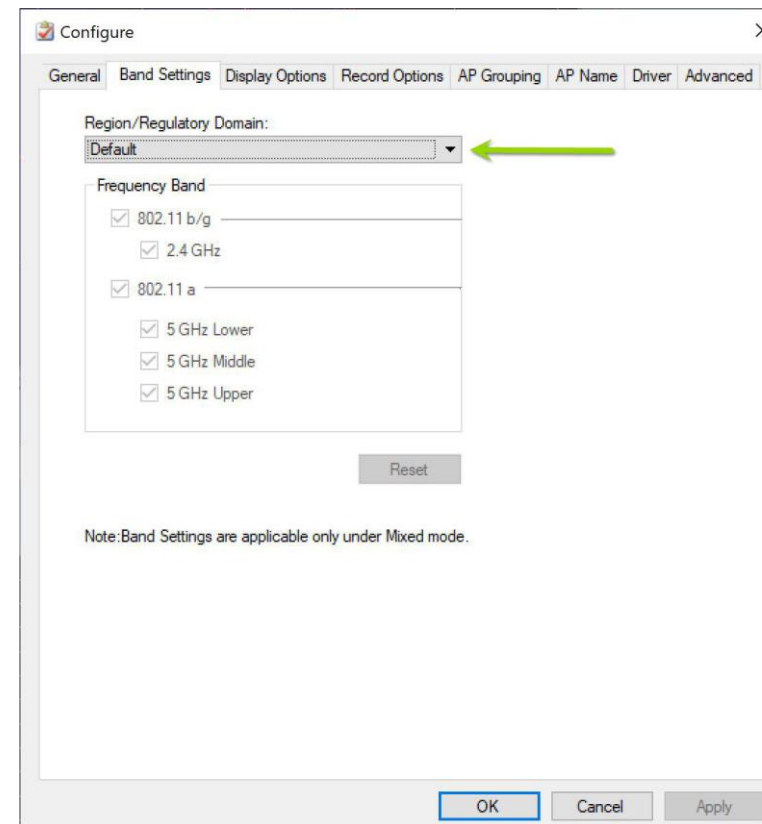 Configure
General Band Settings Display Options Record Options AP Grouping AP Name Driver Advanced
Region/Regulatory Domain:
Default
Frequency Band
802.11 b/g
2.4 GHz
802.11 a
5 GHz Lower
5 GHz Middle
5 GHz Upper
Reset
Note:Band Settings are applicable only under Mixed mode.
OK Cancel Apply